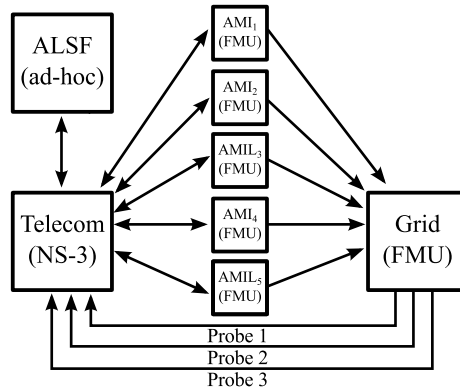 ALSF
(ad-hoc)
AMI₁
(FMU)
AMI₂
(FMU)
AMIL₃
(FMU)
AMI₄
(FMU)
AMIL₅
(FMU)
Telecom
(NS-3)
Grid
(FMU)
Probe 1
Probe 2
Probe 3